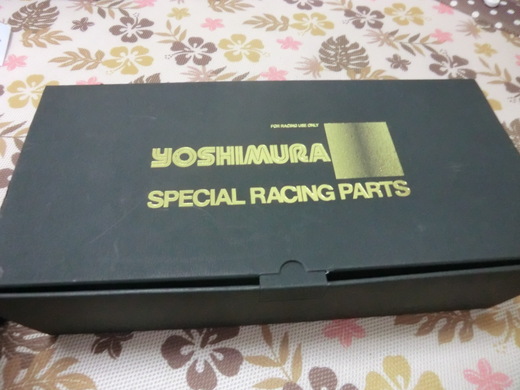 FOR RACING USE ONLY
YOSHIMURA
SPECIAL RACING PARTS